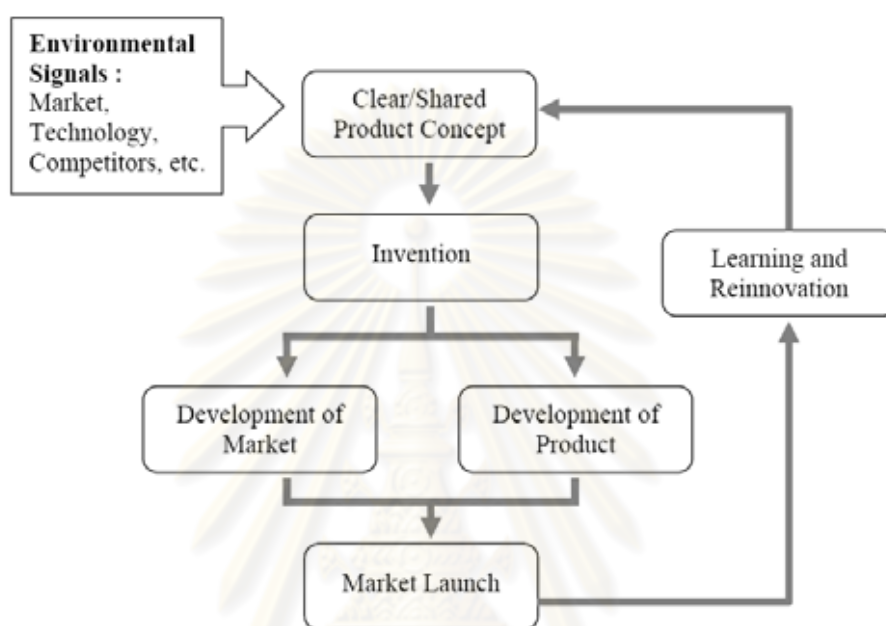 Environmental
Signals :
Market,
Technology,
Competitors, etc.
Clear/Shared
Product Concept
Invention
Learning and
Reinnovation
Development of
Market
Development of
Product
Market Launch